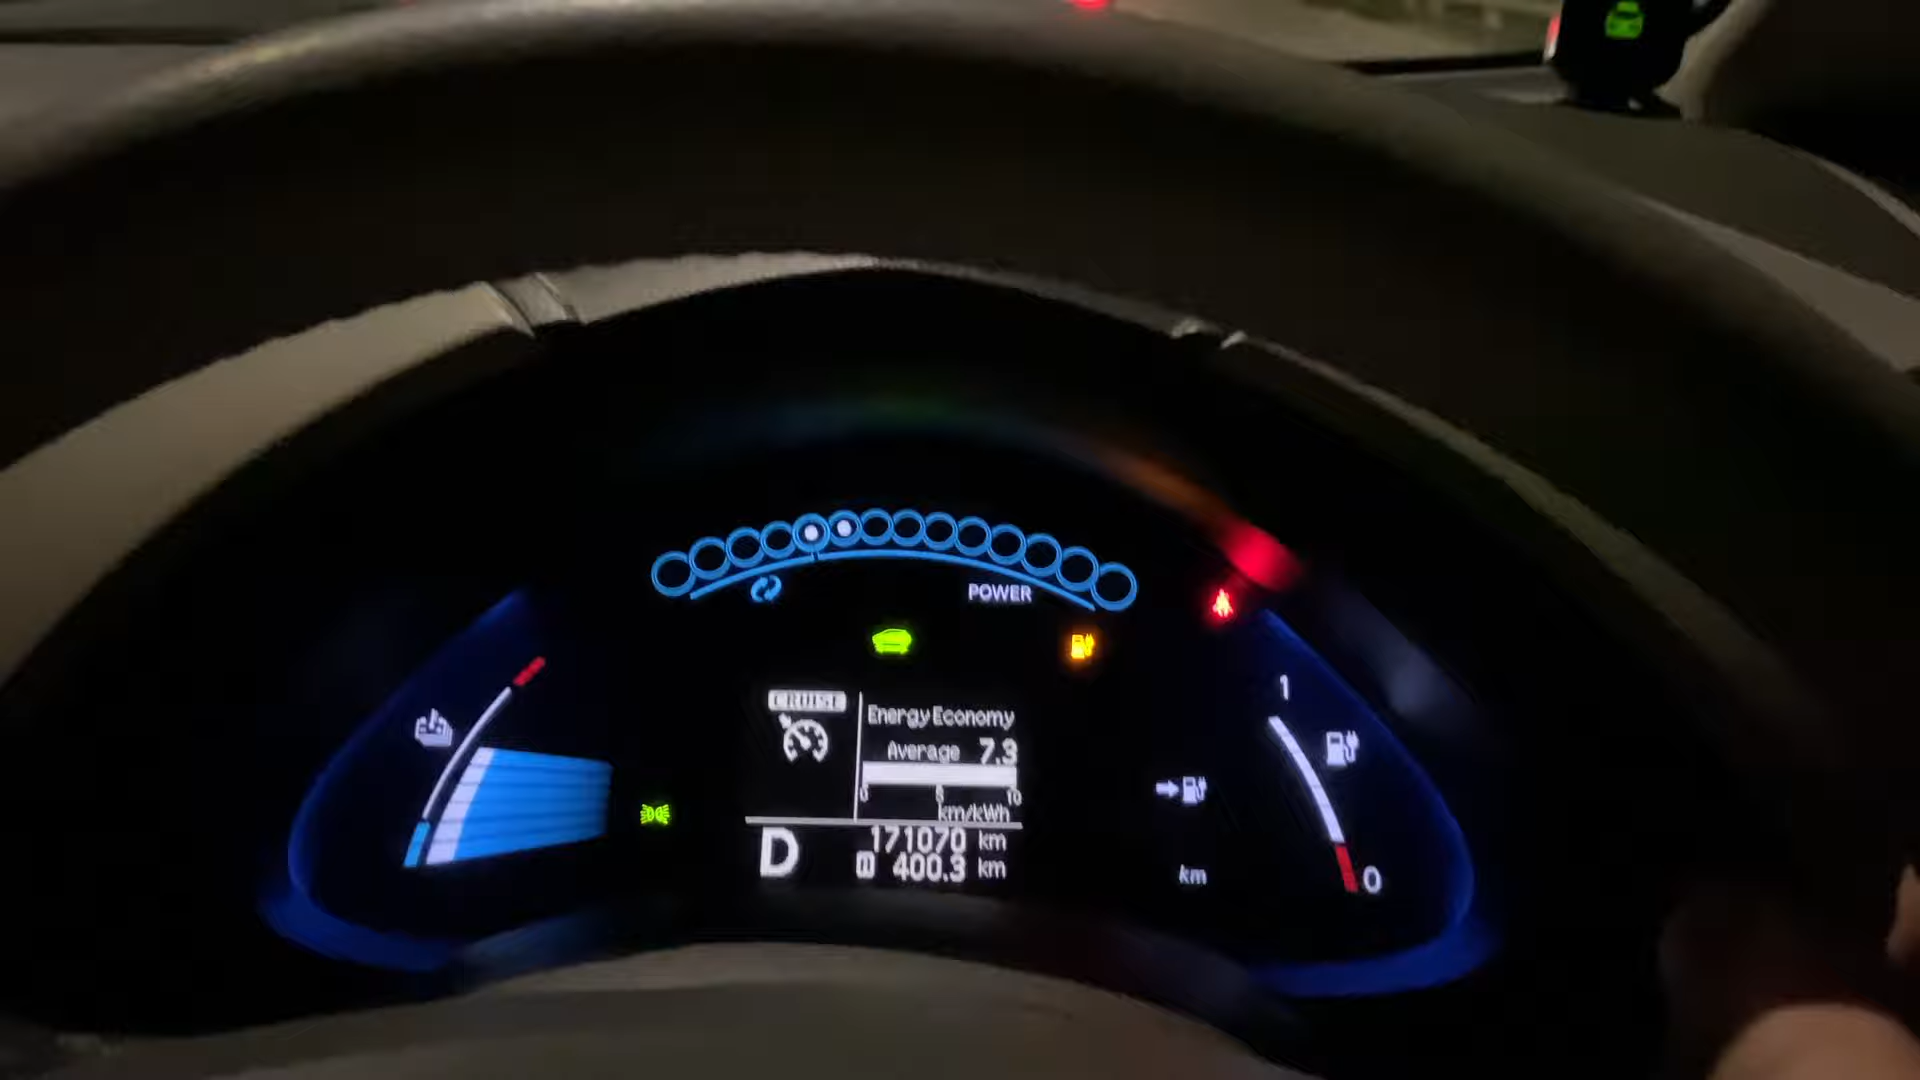 POWER
CRUISE
Energy Economy
Average 7.3
0 5 10
km/kWh
D
171070 km
400.3 km
1
0
km